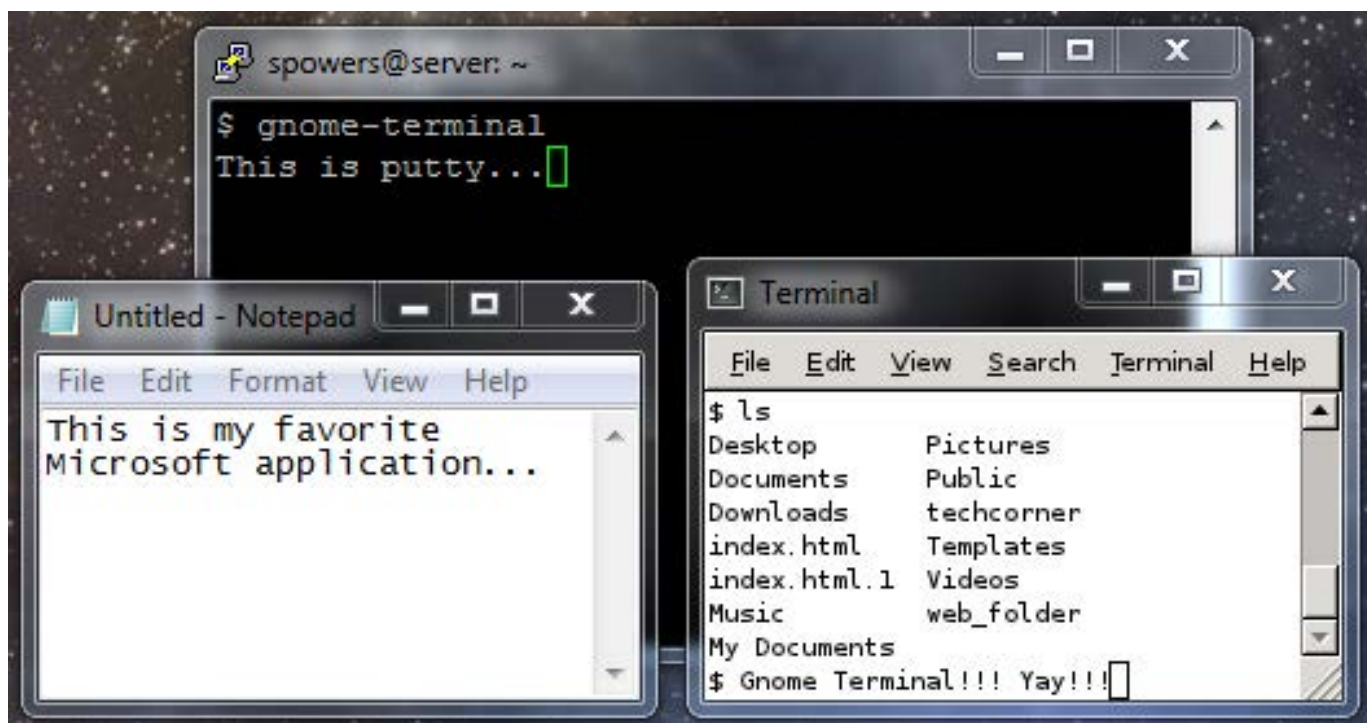 spowers@server: ~
$ gnome-terminal
This is putty...
Untitled - Notepad
File Edit Format View Help
This is my favorite
Microsoft application...
Terminal
File Edit View Search Terminal Help
$ ls
Desktop Pictures
Documents Public
Downloads techcorner
index.html Templates
index.html.1 Videos
Music web_folder
My Documents
$ Gnome Terminal!!! Yay!!!